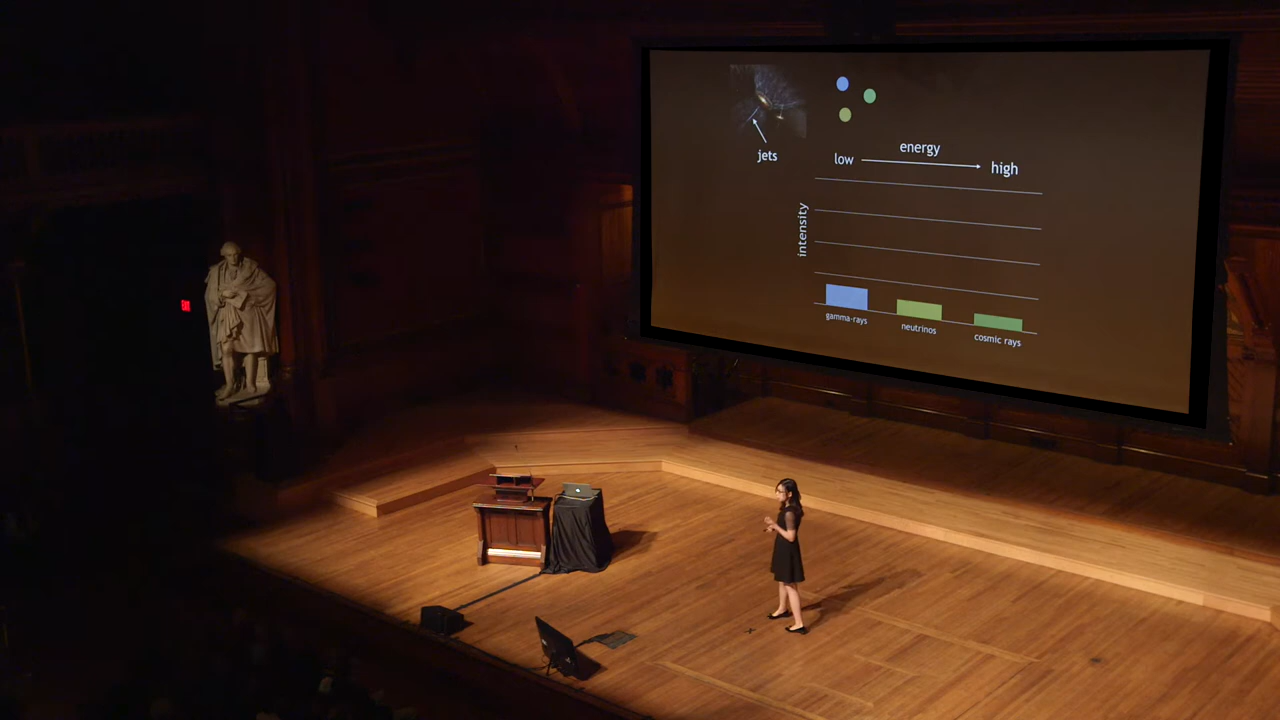 jets
energy
low
high
intensity
gamma-rays
neutrinos
cosmic rays